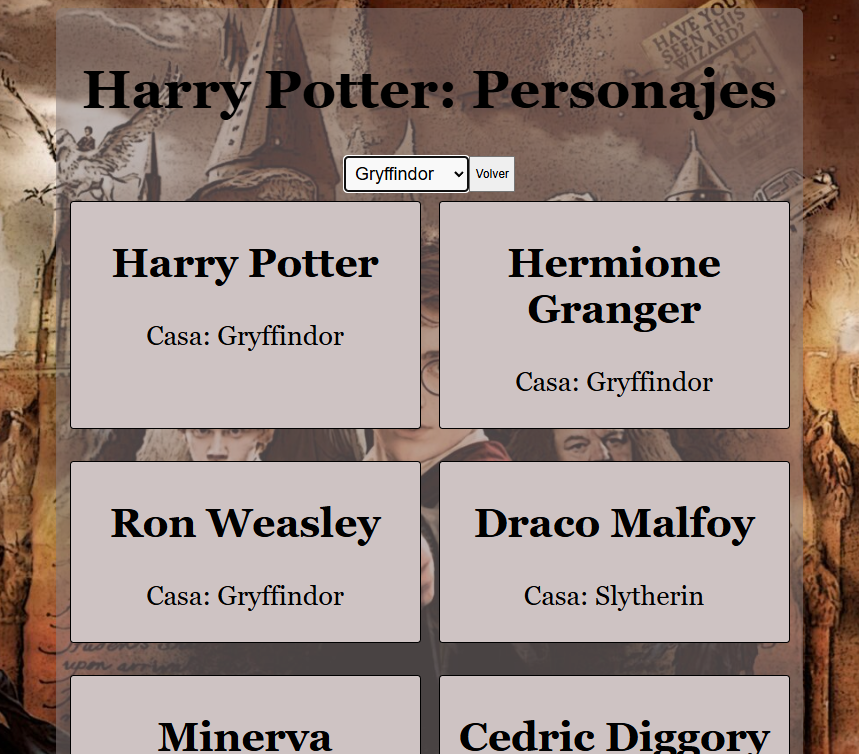 HAVE YOU
SEEN THIS
WIZARD?
Harry Potter: Personajes
Gryffindor
Volver
Harry Potter
Casa: Gryffindor
Hermione
Granger
Casa: Gryffindor
Ron Weasley
Casa: Gryffindor
Draco Malfoy
Casa: Slytherin
upon
Minerva
Cedric Diggory